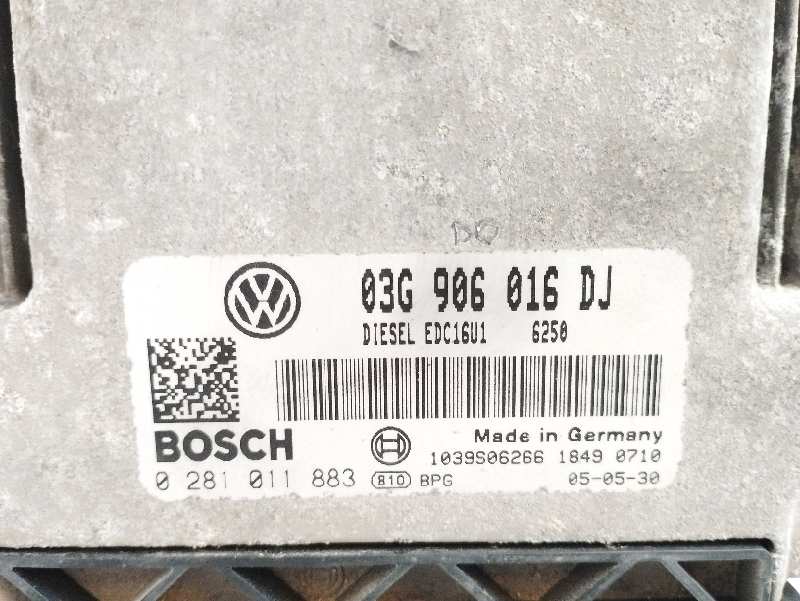 03G 906 016 DJ
DIESEL EDC16U1 6250
BOSCH
Made in Germany
1039S06266 1849 0710
0 281 011 883 810 BPG 05-05-30